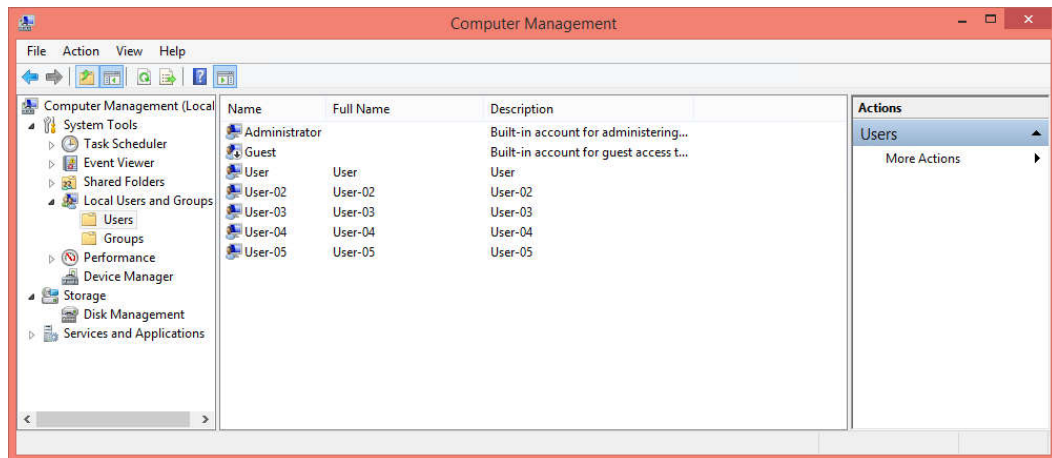 Computer Management
File Action View Help
Computer Management (Local
System Tools
Task Scheduler
Event Viewer
Shared Folders
Local Users and Groups
Users
Groups
Performance
Device Manager
Storage
Disk Management
Services and Applications
Name Full Name Description
Administrator Built-in account for administering...
Guest Built-in account for guest access t...
User User User
User-02 User-02 User-02
User-03 User-03 User-03
User-04 User-04 User-04
User-05 User-05 User-05
Actions
Users
More Actions